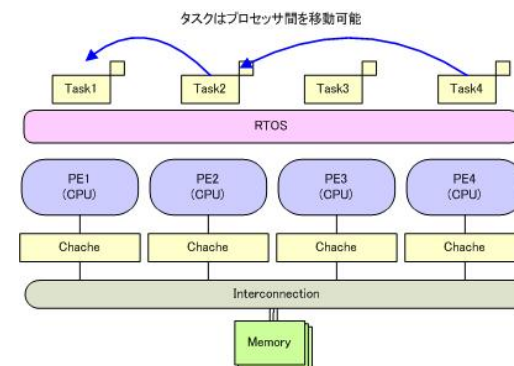 タスクはプロセッサ間を移動可能
Task1 Task2 Task3 Task4
RTOS
PE1 PE2 PE3 PE4
(CPU) (CPU) (CPU) (CPU)
Chache Chache Chache Chache
Interconnection
Memory